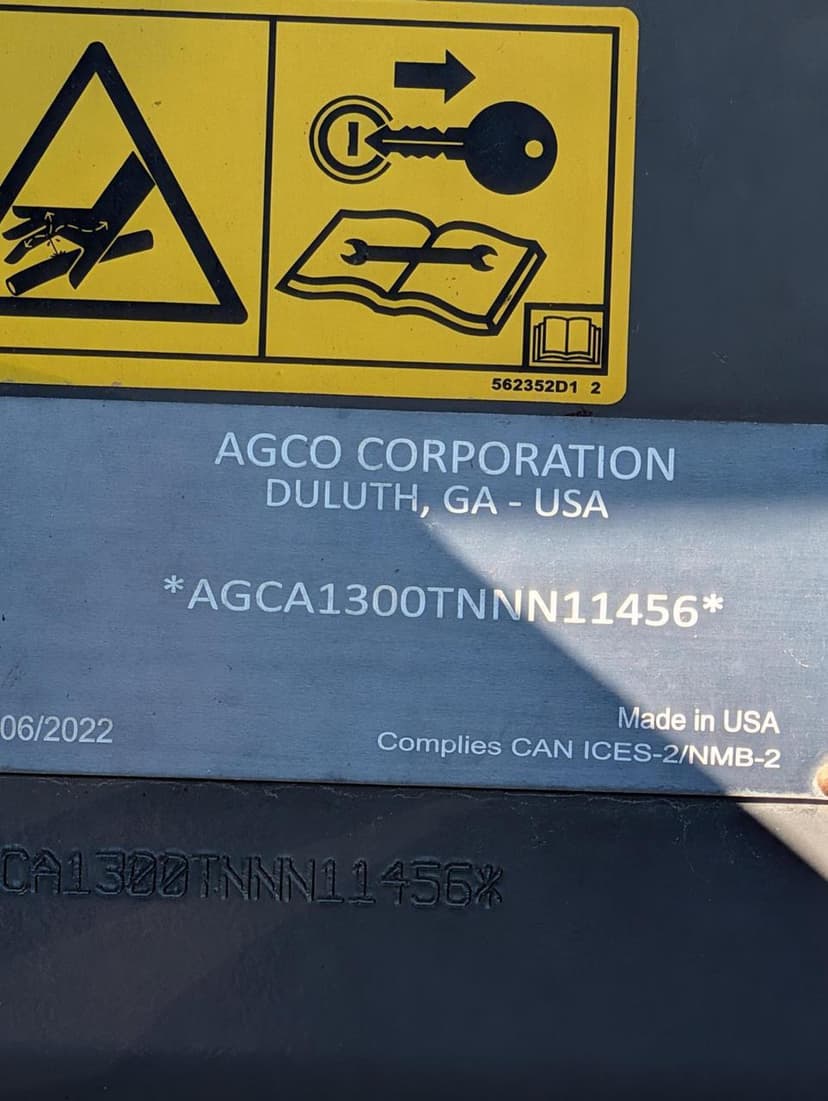 562352D1 2
AGCO CORPORATION
DULUTH, GA - USA
*AGCA1300TNNN11456*
06/2022
Made in USA
Complies CAN ICES-2/NMB-2
CA1300TNNN11456*